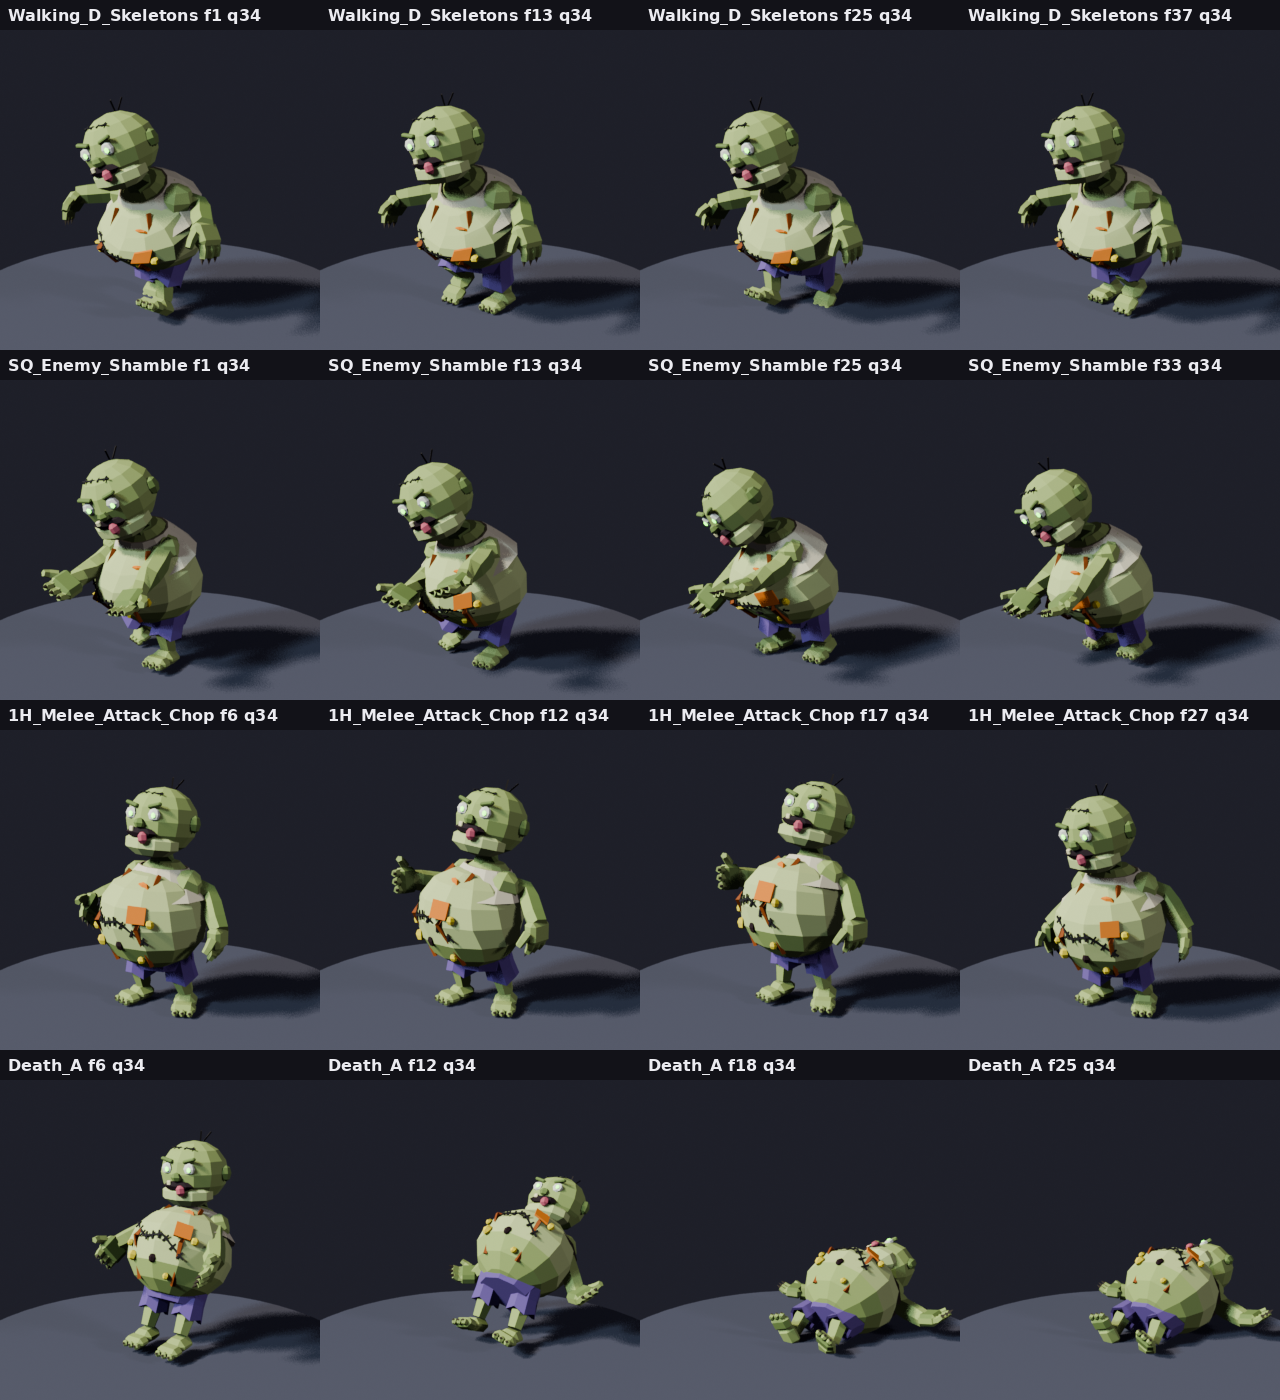 Walking_D_Skeletons f1 q34
Walking_D_Skeletons f13 q34
Walking_D_Skeletons f25 q34
Walking_D_Skeletons f37 q34
SQ_Enemy_Shamble f1 q34
SQ_Enemy_Shamble f13 q34
SQ_Enemy_Shamble f25 q34
SQ_Enemy_Shamble f33 q34
1H_Melee_Attack_Chop f6 q34
1H_Melee_Attack_Chop f12 q34
1H_Melee_Attack_Chop f17 q34
1H_Melee_Attack_Chop f27 q34
Death_A f6 q34
Death_A f12 q34
Death_A f18 q34
Death_A f25 q34